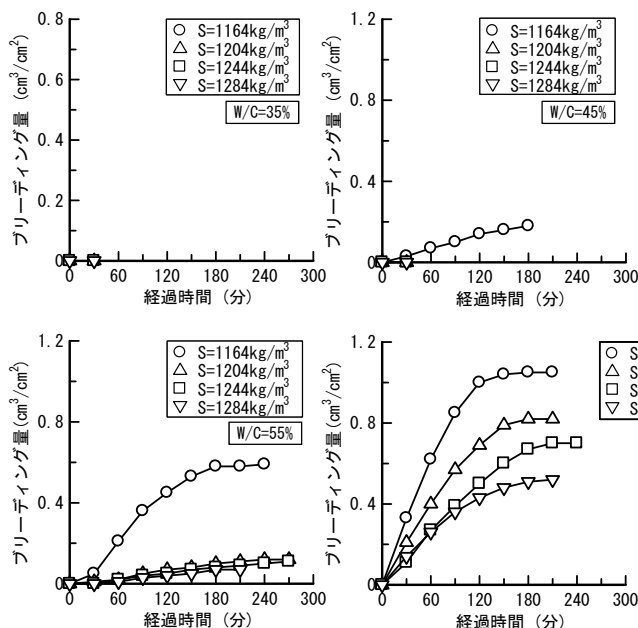 0.8
0.6
0.4
0.2
0
ブリーディング量 (cm³/cm²)
S=1164kg/m³
S=1204kg/m³
S=1244kg/m³
S=1284kg/m³
W/C=35%
60 120 180 240 300
経過時間 (分)
1.2
0.8
0.4
0
ブリーディング量 (cm³/cm²)
S=1164kg/m³
S=1204kg/m³
S=1244kg/m³
S=1284kg/m³
W/C=45%
60 120 180 240 300
経過時間 (分)
1.2
0.8
0.4
0
ブリーディング量(cm³/cm²)
S=1164kg/m³
S=1204kg/m³
S=1244kg/m³
S=1284kg/m³
W/C=55%
0 60 120 180 240 300
経過時間 (分)
1.2
0.8
0.4
0
ブリーディング量(cm³/cm²)
S
S
S
S
0 60 120 180 240 300
経過時間 (分)